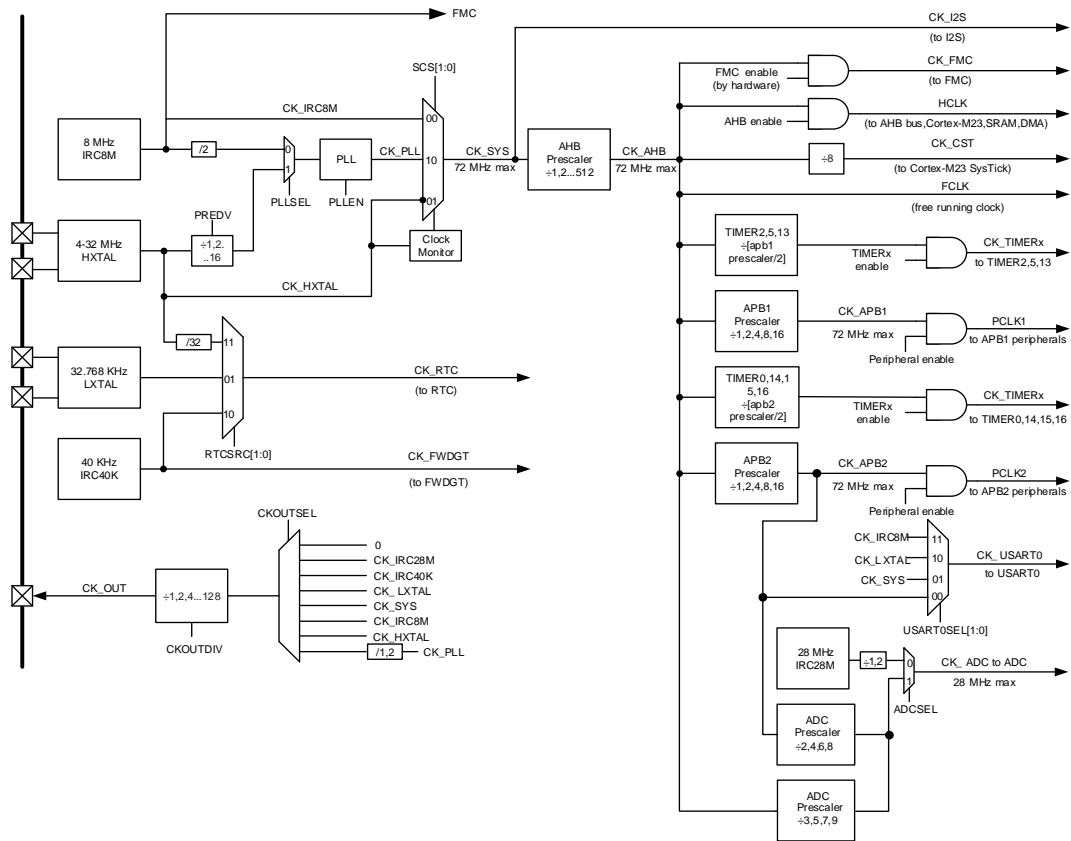 FMC
CK_I2S
(to I2S)
SCS[1:0]
CK_IRC8M
00
8 MHz
IRC8M
/2
0
1
PLL
CK_PLL
10
01
PLLSEL
PLLEN
CK_SYS
72 MHz max
AHB
Prescaler
÷1,2...512
CK_AHB
72 MHz max
FMC enable
(by hardware)
CK_FMC
(to FMC)
AHB enable
HCLK
(to AHB bus,Cortex-M23,SRAM,DMA)
÷8
CK_CST
(to Cortex-M23 SysTick)
FCLK
(free running clock)
4-32 MHz
HXTAL
PREDV
÷1,2.
..16
Clock
Monitor
CK_HXTAL
TIMER2,5,13
÷[apb1
prescaler/2]
TIMERx
enable
CK_TIMERx
to TIMER2,5,13
APB1
Prescaler
÷1,2,4,8,16
CK_APB1
72 MHz max
Peripheral enable
PCLK1
to APB1 peripherals
/32
11
01
10
32.768 KHz
LXTAL
CK_RTC
(to RTC)
RTCSRC[1:0]
TIMER0,14,1
5,16
÷[apb2
prescaler/2]
TIMERx
enable
CK_TIMERx
to TIMER0,14,15,16
40 KHz
IRC40K
CK_FWDGT
(to FWDGT)
APB2
Prescaler
÷1,2,4,8,16
CK_APB2
72 MHz max
Peripheral enable
PCLK2
to APB2 peripherals
CKOUTSEL
0
CK_IRC28M
CK_IRC40K
CK_ LXTAL
CK_SYS
CK_IRC8M
CK_HXTAL
/1,2
CK_PLL
CK_OUT
÷1,2,4...128
CKOUTDIV
CK_IRC8M
11
CK_LXTAL
10
CK_SYS
01
00
CK_USART0
to USART0
USART0SEL[1:0]
28 MHz
IRC28M
÷1,2
0
1
CK_ ADC to ADC
28 MHz max
ADCSEL
ADC
Prescaler
÷2,4,6,8
ADC
Prescaler
÷3,5,7,9